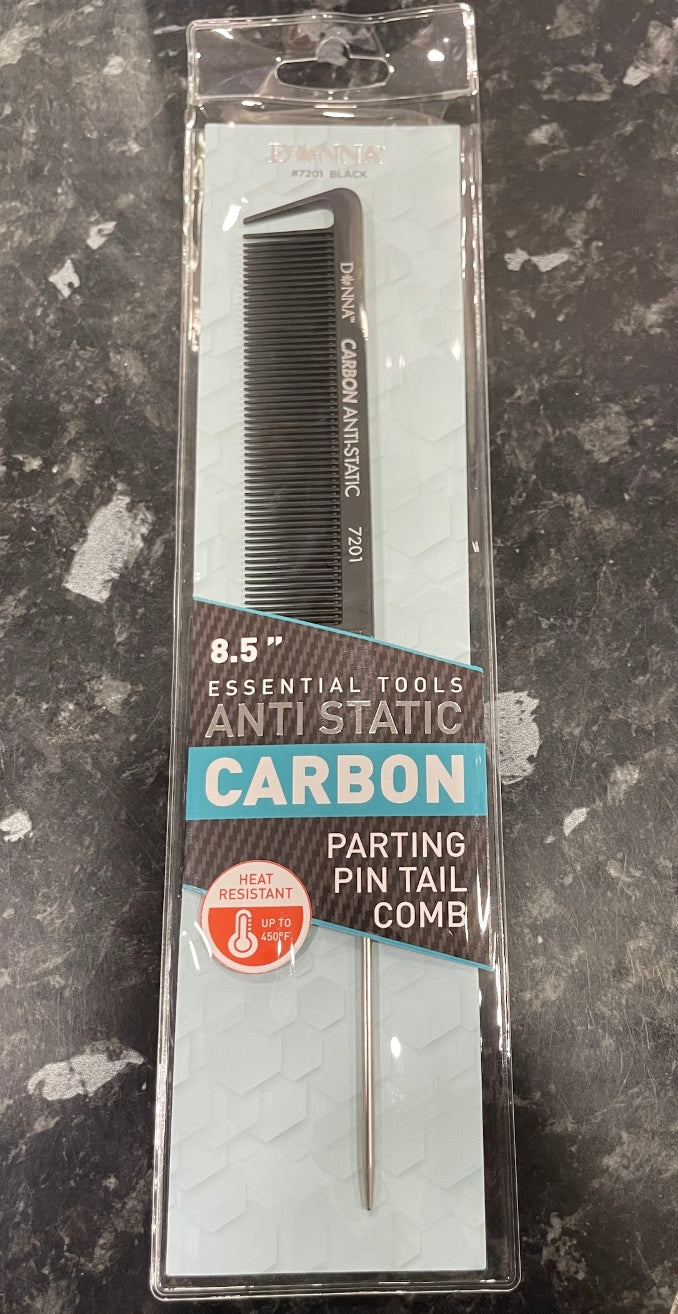 DONNA
#7201 BLACK
DONNA™ CARBON ANTI-STATIC 7201
8.5 "
ESSENTIAL TOOLS
ANTI STATIC
CARBON
PARTING
PIN TAIL
COMB
HEAT
RESISTANT
UP TO
450°F